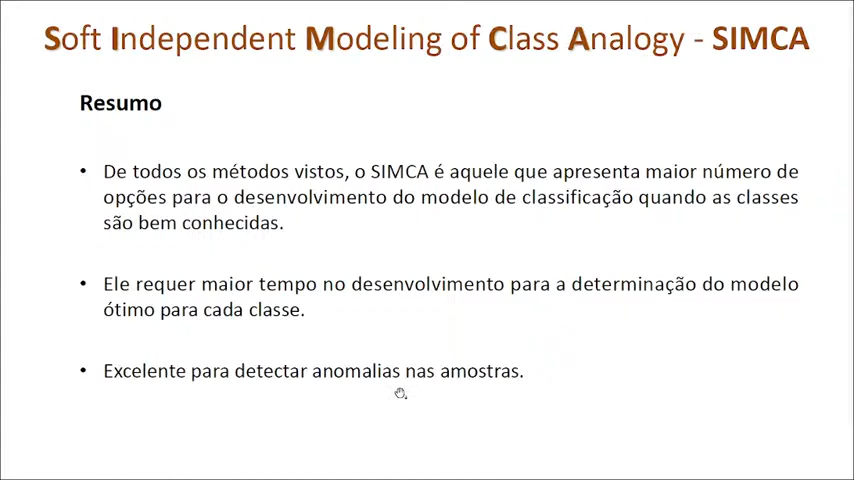 Soft Independent Modeling of Class Analogy - SIMCA
Resumo
• De todos os métodos vistos, o SIMCA é aquele que apresenta maior número de
opções para o desenvolvimento do modelo de classificação quando as classes
são bem conhecidas.
• Ele requer maior tempo no desenvolvimento para a determinação do modelo
ótimo para cada classe.
• Excelente para detectar anomalias nas amostras.